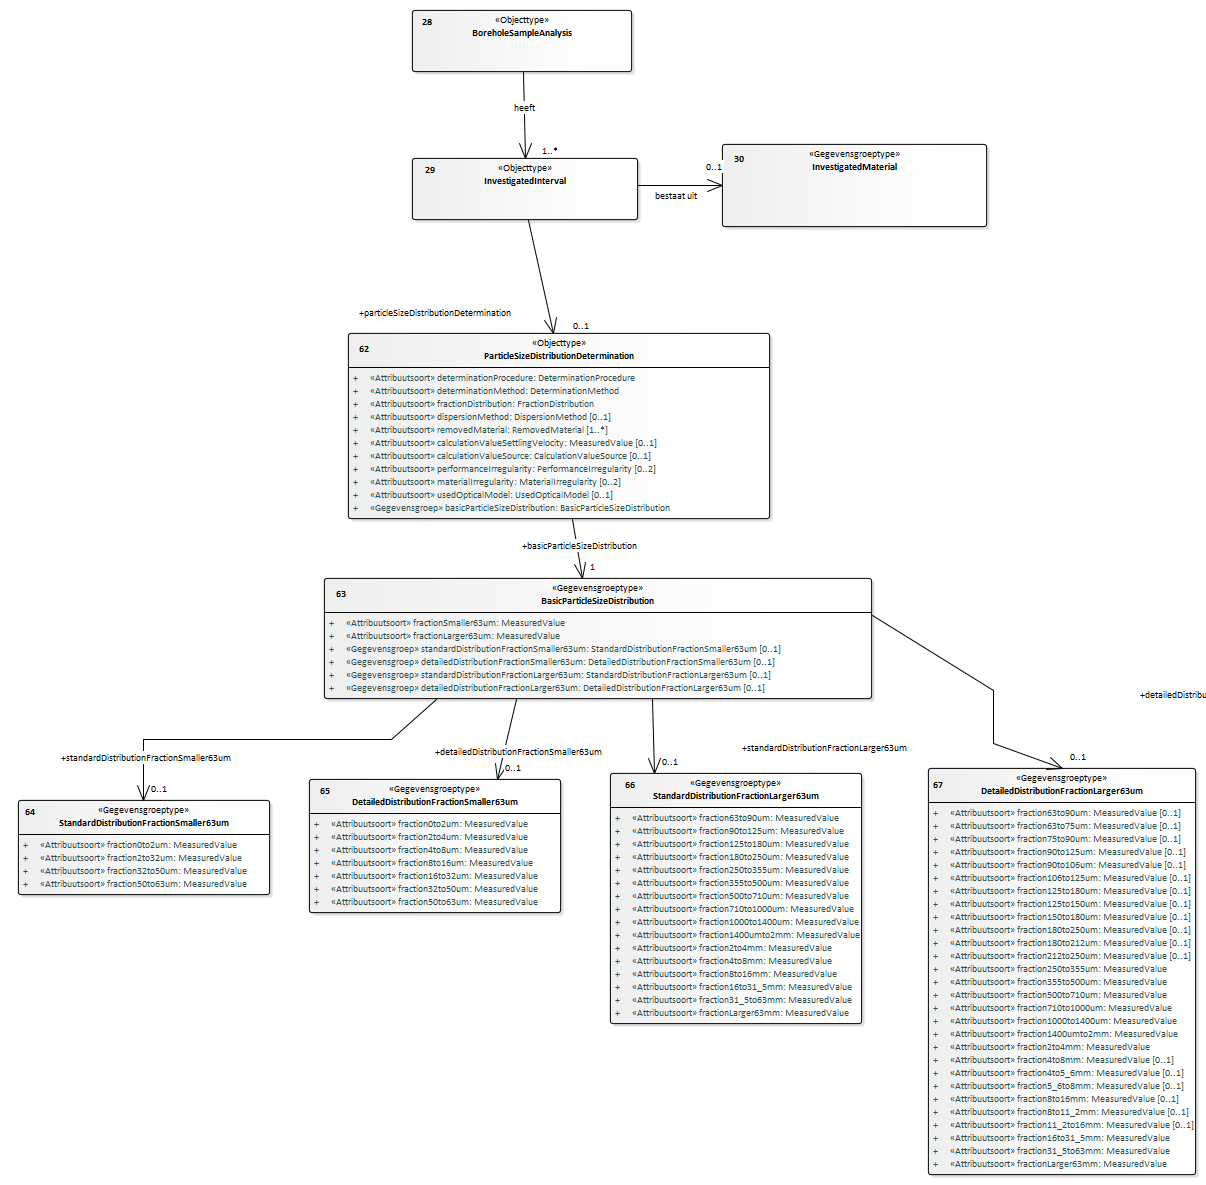 28
«Objecttype»
BoreholeSampleAnalysis
heeft
1..*
29
«Objecttype»
InvestigatedInterval
bestaat uit
0..1
30
«Gegevensgroeptype»
InvestigatedMaterial
+particleSizeDistributionDetermination
0..1
62
«Objecttype»
ParticleSizeDistributionDetermination
+ «Attribuutsoort» determinationProcedure: DeterminationProcedure
+ «Attribuutsoort» determinationMethod: DeterminationMethod
+ «Attribuutsoort» fractionDistribution: FractionDistribution
+ «Attribuutsoort» dispersionMethod: DispersionMethod [0..1]
+ «Attribuutsoort» removedMaterial: RemovedMaterial [1..*]
+ «Attribuutsoort» calculationValueSettlingVelocity: MeasuredValue [0..1]
+ «Attribuutsoort» calculationValueSource: CalculationValueSource [0..1]
+ «Attribuutsoort» performanceIrregularity: PerformanceIrregularity [0..2]
+ «Attribuutsoort» materialIrregularity: MaterialIrregularity [0..2]
+ «Attribuutsoort» usedOpticalModel: UsedOpticalModel [0..1]
+ «Gegevensgroep» basicParticleSizeDistribution: BasicParticleSizeDistribution
+basicParticleSizeDistribution
1
63
«Gegevensgroeptype»
BasicParticleSizeDistribution
+ «Attribuutsoort» fractionSmaller63um: MeasuredValue
+ «Attribuutsoort» fractionLarger63um: MeasuredValue
+ «Gegevensgroep» standardDistributionFractionSmaller63um: StandardDistributionFractionSmaller63um [0..1]
+ «Gegevensgroep» detailedDistributionFractionSmaller63um: DetailedDistributionFractionSmaller63um [0..1]
+ «Gegevensgroep» standardDistributionFractionLarger63um: StandardDistributionFractionLarger63um [0..1]
+ «Gegevensgroep» detailedDistributionFractionLarger63um: DetailedDistributionFractionLarger63um [0..1]
+standardDistributionFractionSmaller63um
0..1
+detailedDistributionFractionSmaller63um
0..1
+standardDistributionFractionLarger63um
0..1
+detailedDistribu
0..1
64
«Gegevensgroeptype»
StandardDistributionFractionSmaller63um
+ «Attribuutsoort» fraction0to2um: MeasuredValue
+ «Attribuutsoort» fraction2to32um: MeasuredValue
+ «Attribuutsoort» fraction32to50um: MeasuredValue
+ «Attribuutsoort» fraction50to63um: MeasuredValue
65
«Gegevensgroeptype»
DetailedDistributionFractionSmaller63um
+ «Attribuutsoort» fraction0to2um: MeasuredValue
+ «Attribuutsoort» fraction2to4um: MeasuredValue
+ «Attribuutsoort» fraction4to8um: MeasuredValue
+ «Attribuutsoort» fraction8to16um: MeasuredValue
+ «Attribuutsoort» fraction16to32um: MeasuredValue
+ «Attribuutsoort» fraction32to50um: MeasuredValue
+ «Attribuutsoort» fraction50to63um: MeasuredValue
66
«Gegevensgroeptype»
StandardDistributionFractionLarger63um
+ «Attribuutsoort» fraction63to90um: MeasuredValue
+ «Attribuutsoort» fraction90to125um: MeasuredValue
+ «Attribuutsoort» fraction125to180um: MeasuredValue
+ «Attribuutsoort» fraction180to250um: MeasuredValue
+ «Attribuutsoort» fraction250to355um: MeasuredValue
+ «Attribuutsoort» fraction355to500um: MeasuredValue
+ «Attribuutsoort» fraction500to710um: MeasuredValue
+ «Attribuutsoort» fraction710to1000um: MeasuredValue
+ «Attribuutsoort» fraction1000to1400um: MeasuredValue
+ «Attribuutsoort» fraction1400umto2mm: MeasuredValue
+ «Attribuutsoort» fraction2to4mm: MeasuredValue
+ «Attribuutsoort» fraction4to8mm: MeasuredValue
+ «Attribuutsoort» fraction8to16mm: MeasuredValue
+ «Attribuutsoort» fraction16to31_5mm: MeasuredValue
+ «Attribuutsoort» fraction31_5to63mm: MeasuredValue
+ «Attribuutsoort» fractionLarger63mm: MeasuredValue
67
«Gegevensgroeptype»
DetailedDistributionFractionLarger63um
+ «Attribuutsoort» fraction63to90um: MeasuredValue [0..1]
+ «Attribuutsoort» fraction63to75um: MeasuredValue [0..1]
+ «Attribuutsoort» fraction75to90um: MeasuredValue [0..1]
+ «Attribuutsoort» fraction90to125um: MeasuredValue [0..1]
+ «Attribuutsoort» fraction90to106um: MeasuredValue [0..1]
+ «Attribuutsoort» fraction106to125um: MeasuredValue [0..1]
+ «Attribuutsoort» fraction125to180um: MeasuredValue [0..1]
+ «Attribuutsoort» fraction125to150um: MeasuredValue [0..1]
+ «Attribuutsoort» fraction150to180um: MeasuredValue [0..1]
+ «Attribuutsoort» fraction180to250um: MeasuredValue [0..1]
+ «Attribuutsoort» fraction180to212um: MeasuredValue [0..1]
+ «Attribuutsoort» fraction212to250um: MeasuredValue [0..1]
+ «Attribuutsoort» fraction250to355um: MeasuredValue
+ «Attribuutsoort» fraction355to500um: MeasuredValue
+ «Attribuutsoort» fraction500to710um: MeasuredValue
+ «Attribuutsoort» fraction710to1000um: MeasuredValue
+ «Attribuutsoort» fraction1000to1400um: MeasuredValue
+ «Attribuutsoort» fraction1400umto2mm: MeasuredValue
+ «Attribuutsoort» fraction2to4mm: MeasuredValue
+ «Attribuutsoort» fraction4to8mm: MeasuredValue [0..1]
+ «Attribuutsoort» fraction4to5_6mm: MeasuredValue [0..1]
+ «Attribuutsoort» fraction5_6to8mm: MeasuredValue [0..1]
+ «Attribuutsoort» fraction8to16mm: MeasuredValue [0..1]
+ «Attribuutsoort» fraction8to11_2mm: MeasuredValue [0..1]
+ «Attribuutsoort» fraction11_2to16mm: MeasuredValue [0..1]
+ «Attribuutsoort» fraction16to31_5mm: MeasuredValue
+ «Attribuutsoort» fraction31_5to63mm: MeasuredValue
+ «Attribuutsoort» fractionLarger63mm: MeasuredValue